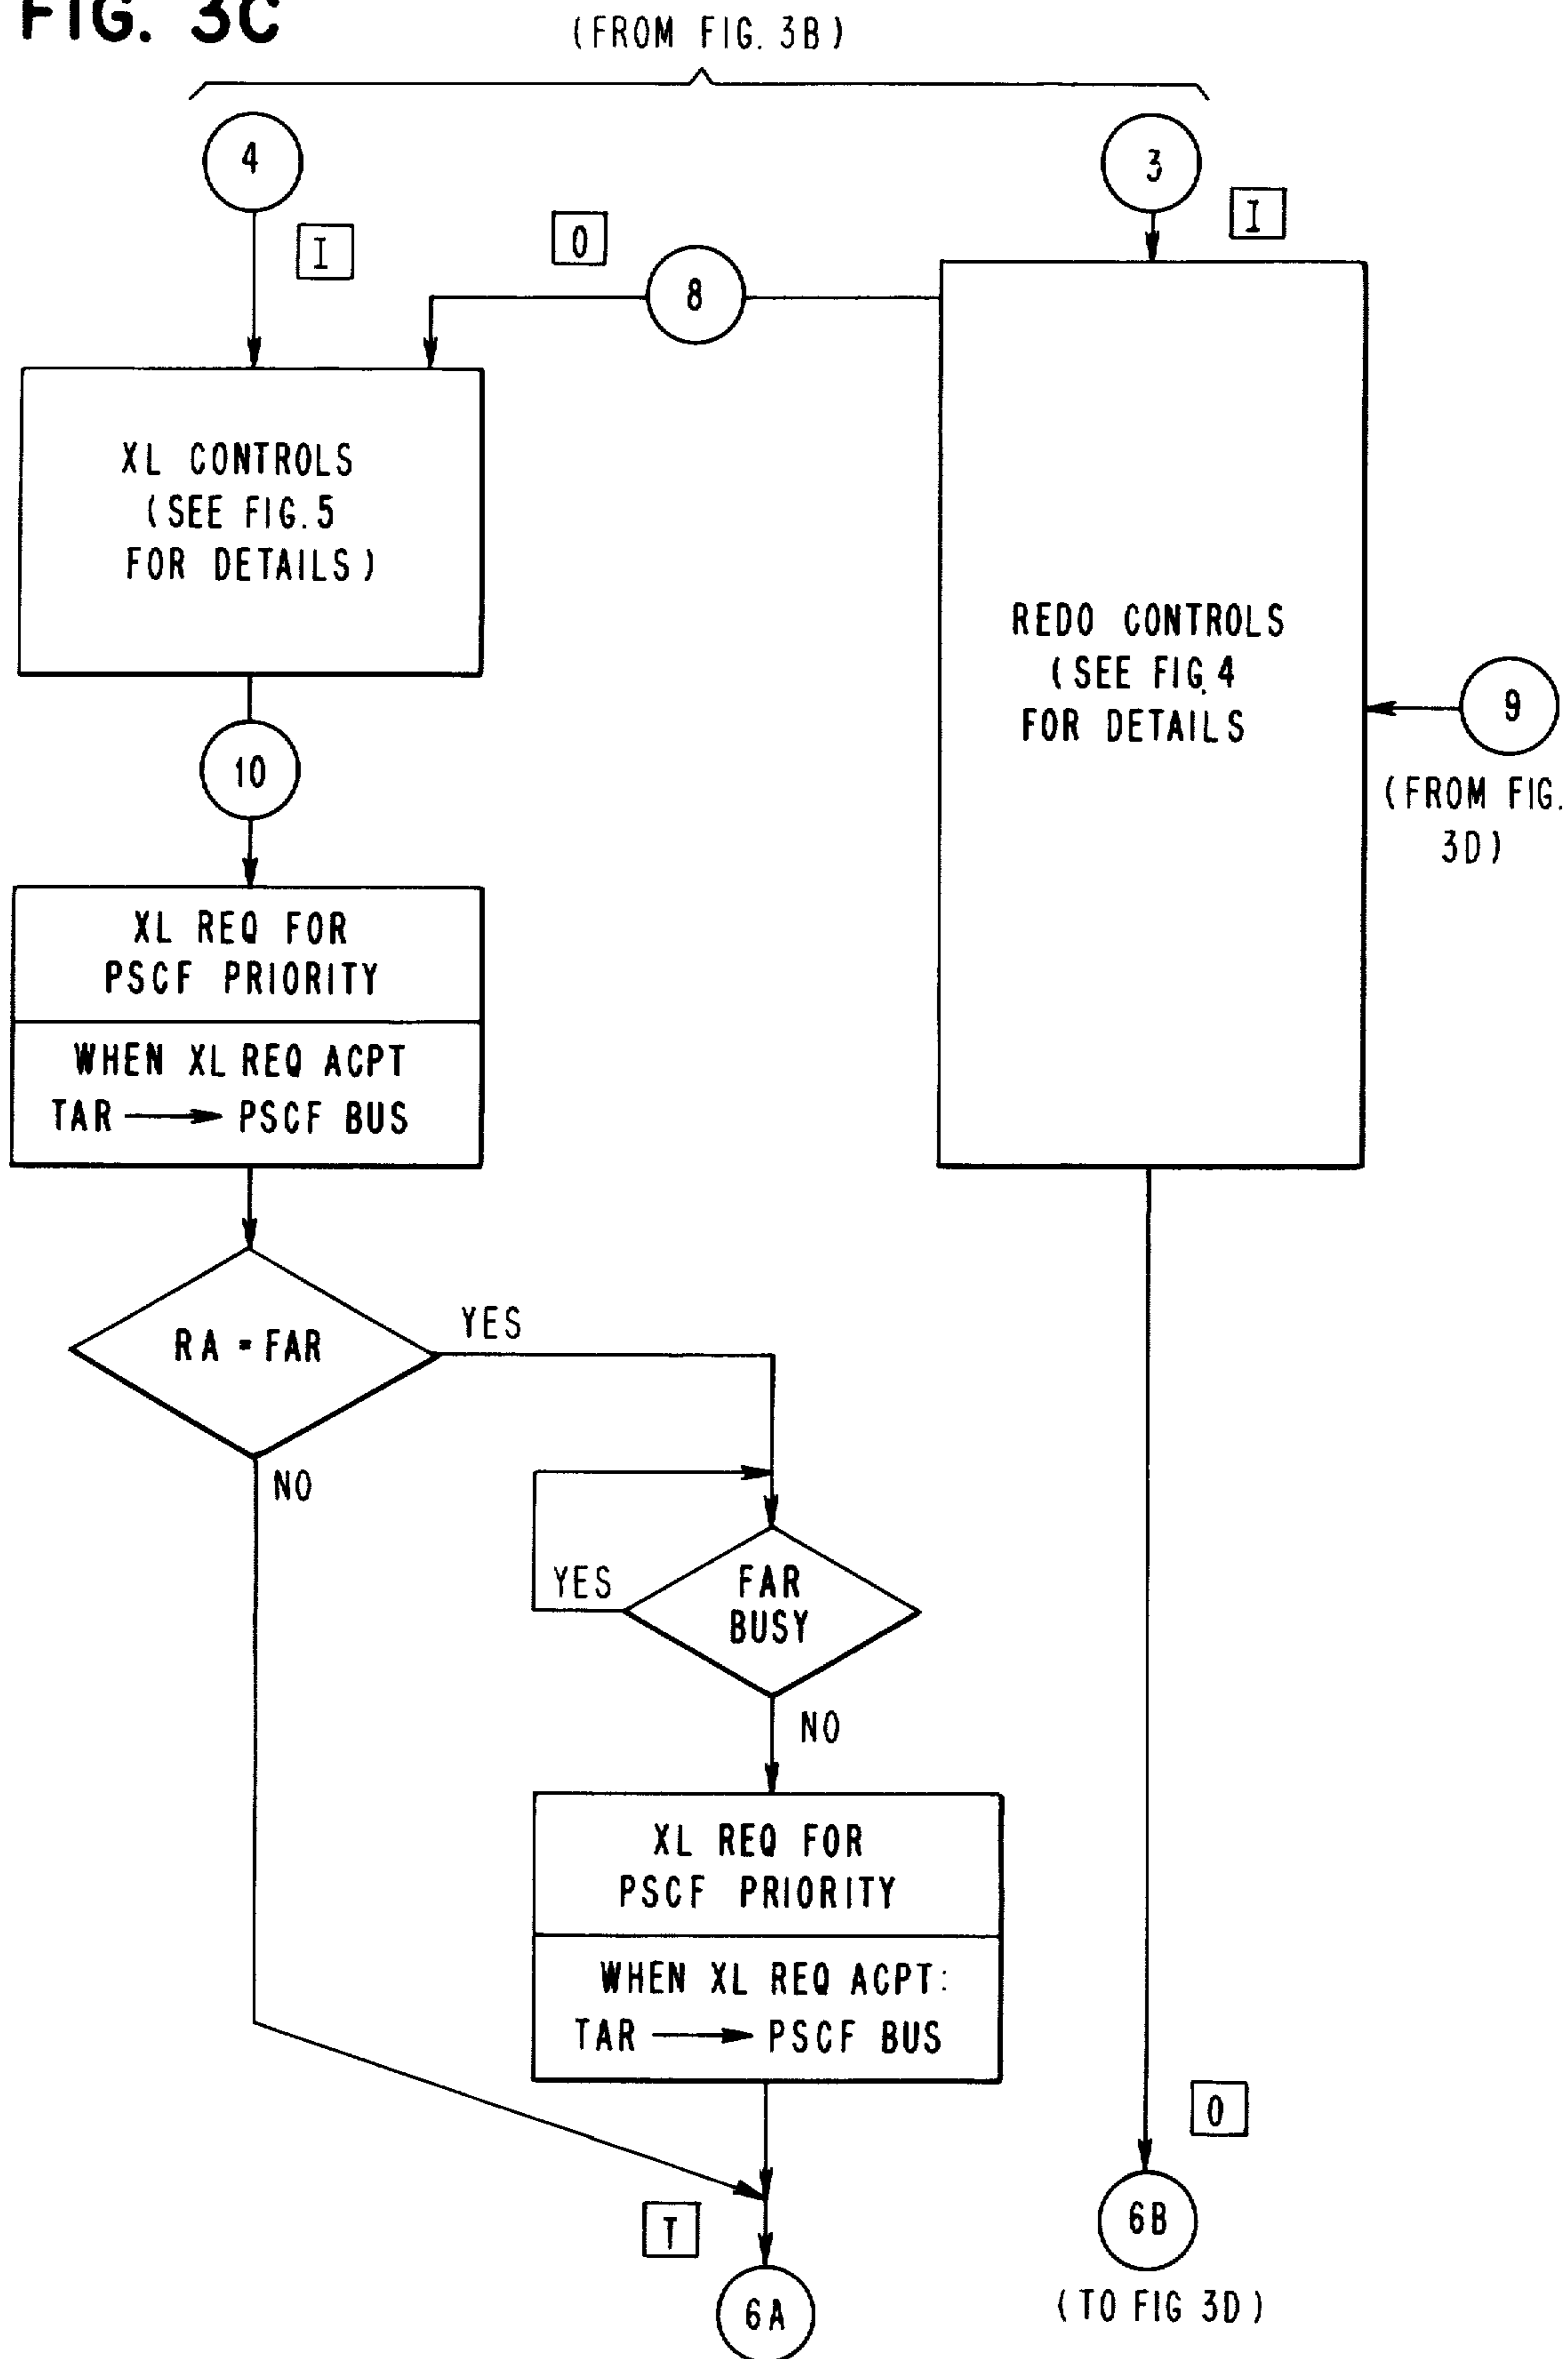 FIG. 3C
(FROM FIG. 3B)
4
3
I
I
O
8
XL CONTROLS
(SEE FIG. 5
FOR DETAILS)
REDO CONTROLS
(SEE FIG. 4
FOR DETAILS
9
(FROM FIG.
3D)
10
XL REQ FOR
PSCF PRIORITY
WHEN XL REQ ACPT
TAR → PSCF BUS
RA = FAR
YES
NO
YES
FAR
BUSY
NO
XL REQ FOR
PSCF PRIORITY
WHEN XL REQ ACPT:
TAR → PSCF BUS
O
T
6B
6A
(TO FIG 3D)